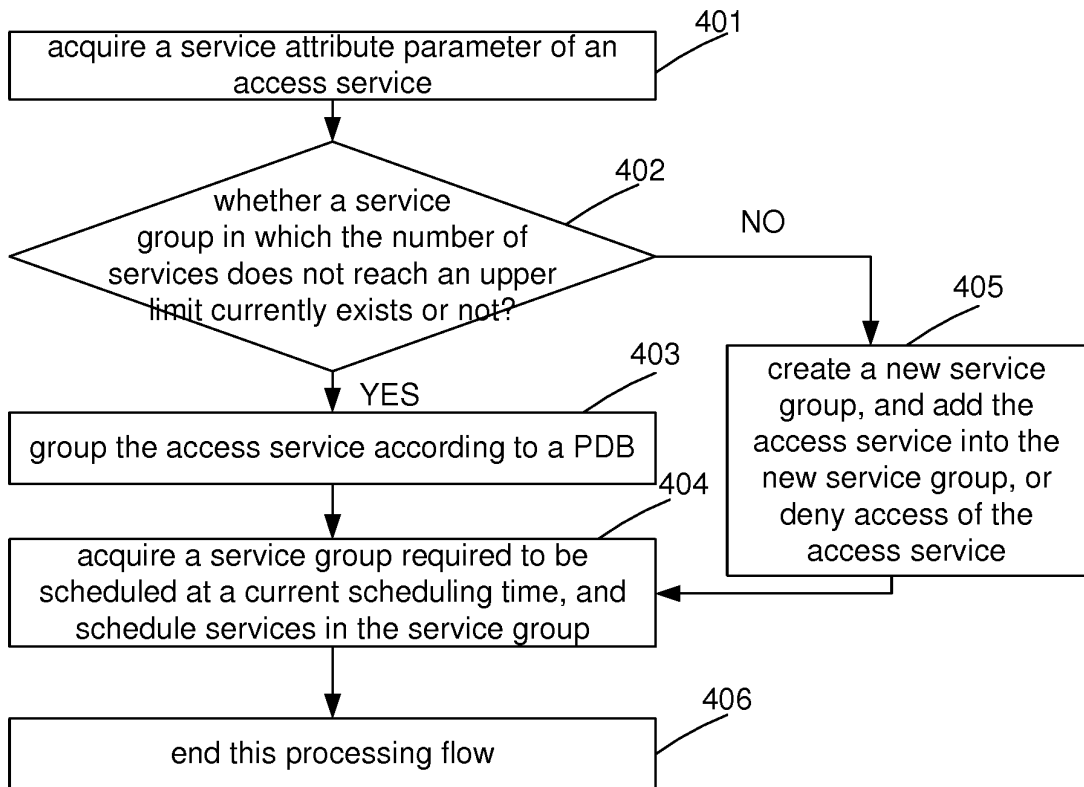 401
acquire a service attribute parameter of an
access service
402
whether a service
group in which the number of
services does not reach an upper
limit currently exists or not?
NO
YES
403
group the access service according to a PDB
405
create a new service
group, and add the
access service into the
new service group, or
deny access of the
access service
404
acquire a service group required to be
scheduled at a current scheduling time, and
schedule services in the service group
406
end this processing flow